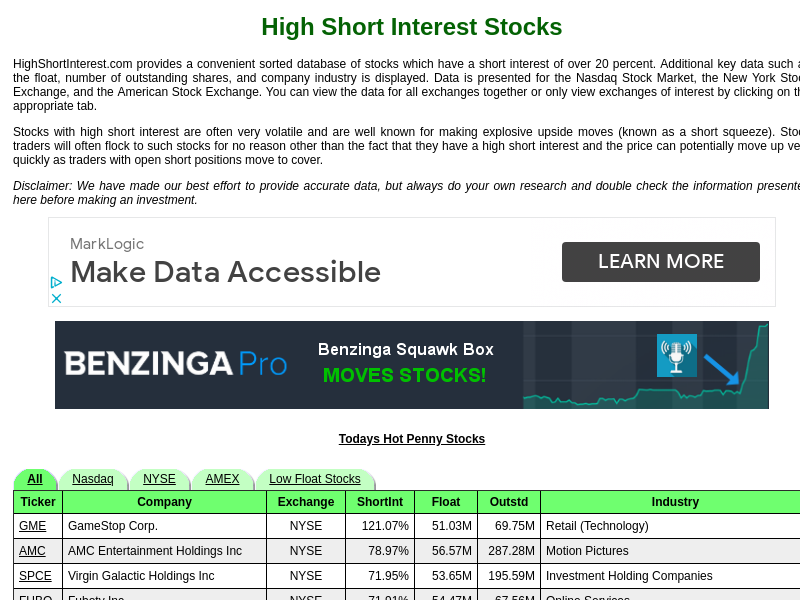 High Short Interest Stocks
HighShortInterest.com provides a convenient sorted database of stocks which have a short interest of over 20 percent. Additional key data such
the float, number of outstanding shares, and company industry is displayed. Data is presented for the Nasdaq Stock Market, the New York
Exchange, and the American Stock Exchange. You can view the data for all exchanges together or only view exchanges of interest by clicking on
appropriate tab.
Stocks with high short interest are often very volatile and are well known for making explosive upside moves (known as a short squeeze).
traders will often flock to such stocks for no reason other than the fact that they have a high short interest and the price can potentially move up
quickly as traders with open short positions move to cover.
Disclaimer: We have made our best effort to provide accurate data, but always do your own research and double check the information
here before making an investment.
MarkLogic
Make Data Accessible
LEARN MORE
BENZINGA Pro
Benzinga Squawk Box
MOVES STOCKS!
Todays Hot Penny Stocks
All Nasdaq NYSE AMEX Low Float Stocks
Ticker Company Exchange ShortInt Float Outstd Industry
GME GameStop Corp. NYSE 121.07% 51.03M 69.75M Retail (Technology)
AMC AMC Entertainment Holdings Inc NYSE 78.97% 56.57M 287.28M Motion Pictures
SPCE Virgin Galactic Holdings Inc NYSE 71.95% 53.65M 195.59M Investment Holding Companies